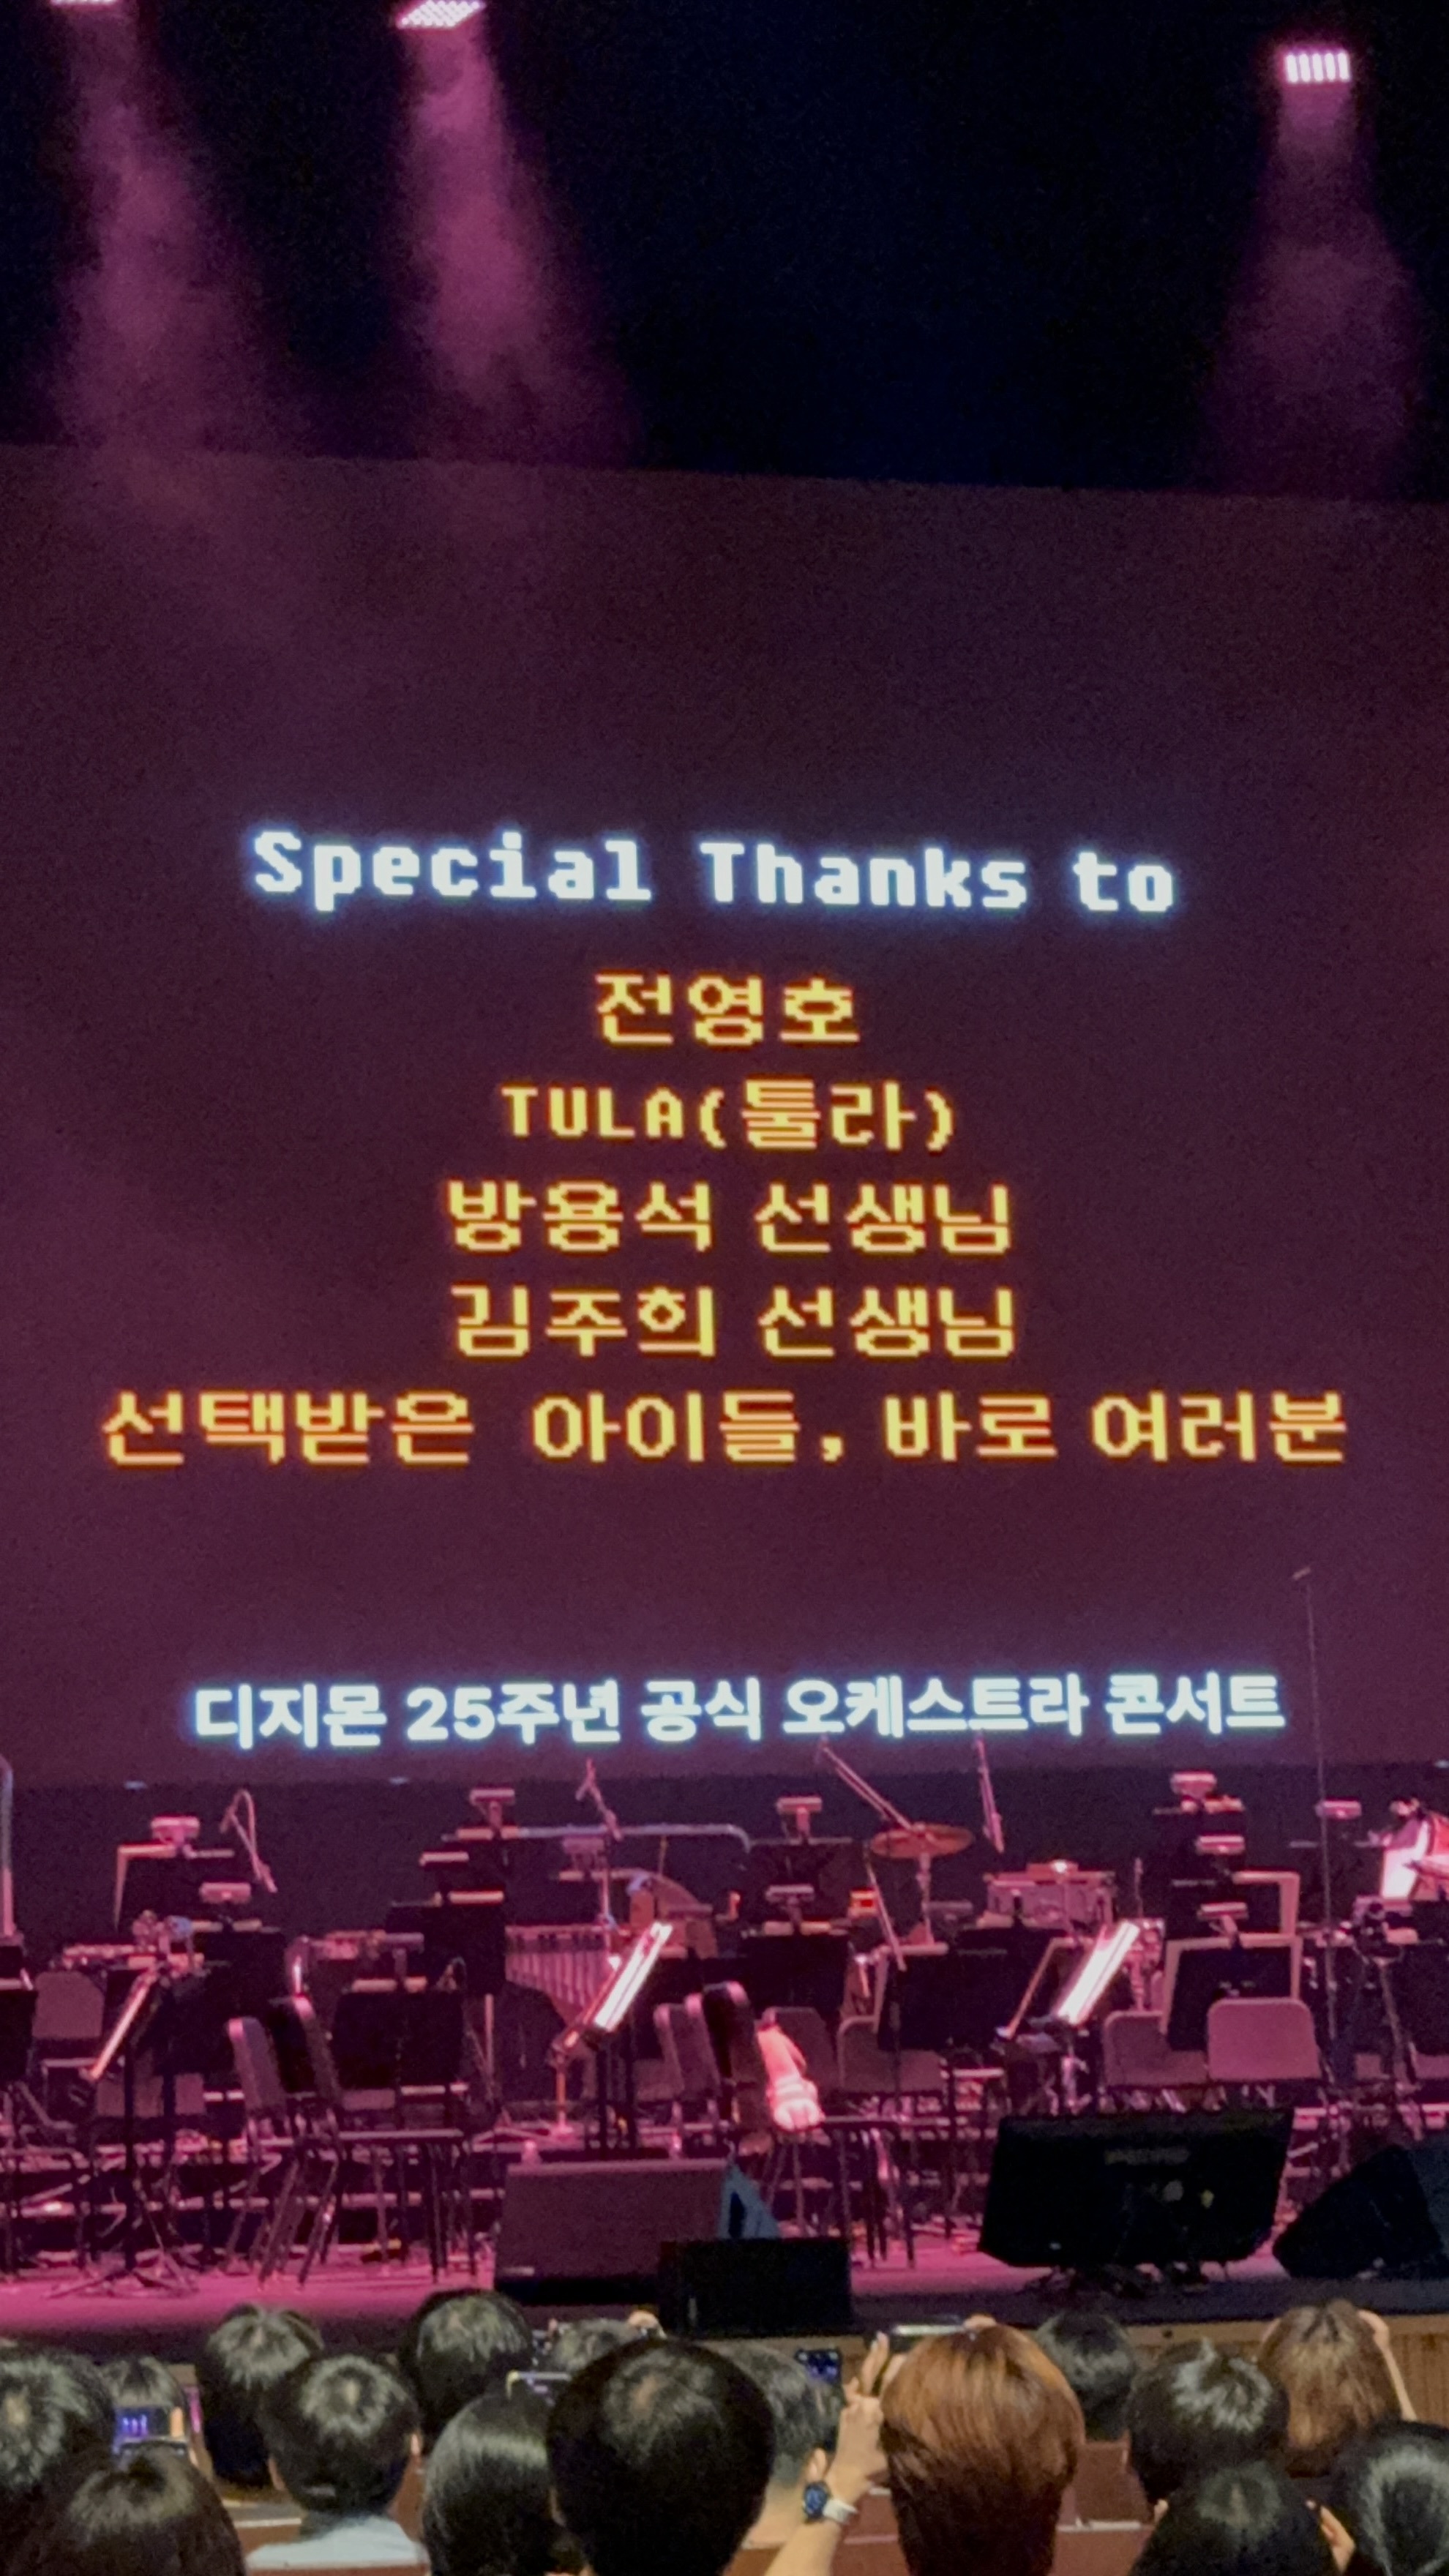 Special Thanks to
전영호
TULA(툴라)
방용석 선생님
김주희 선생님
선택받은 아이들, 바로 여러분
디지몬 25주년 공식 오케스트라 콘서트